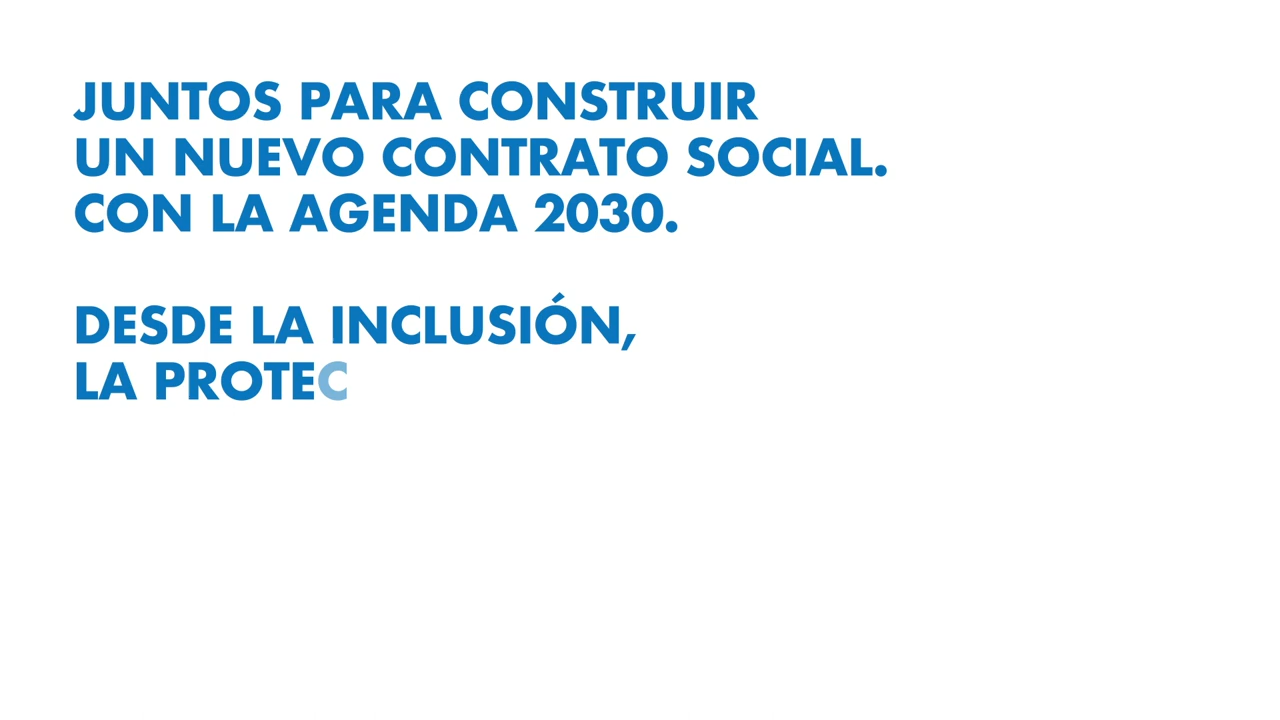 JUNTOS PARA CONSTRUIR
UN NUEVO CONTRATO SOCIAL.
CON LA AGENDA 2030.
DESDE LA INCLUSIÓN,
LA PROTEC